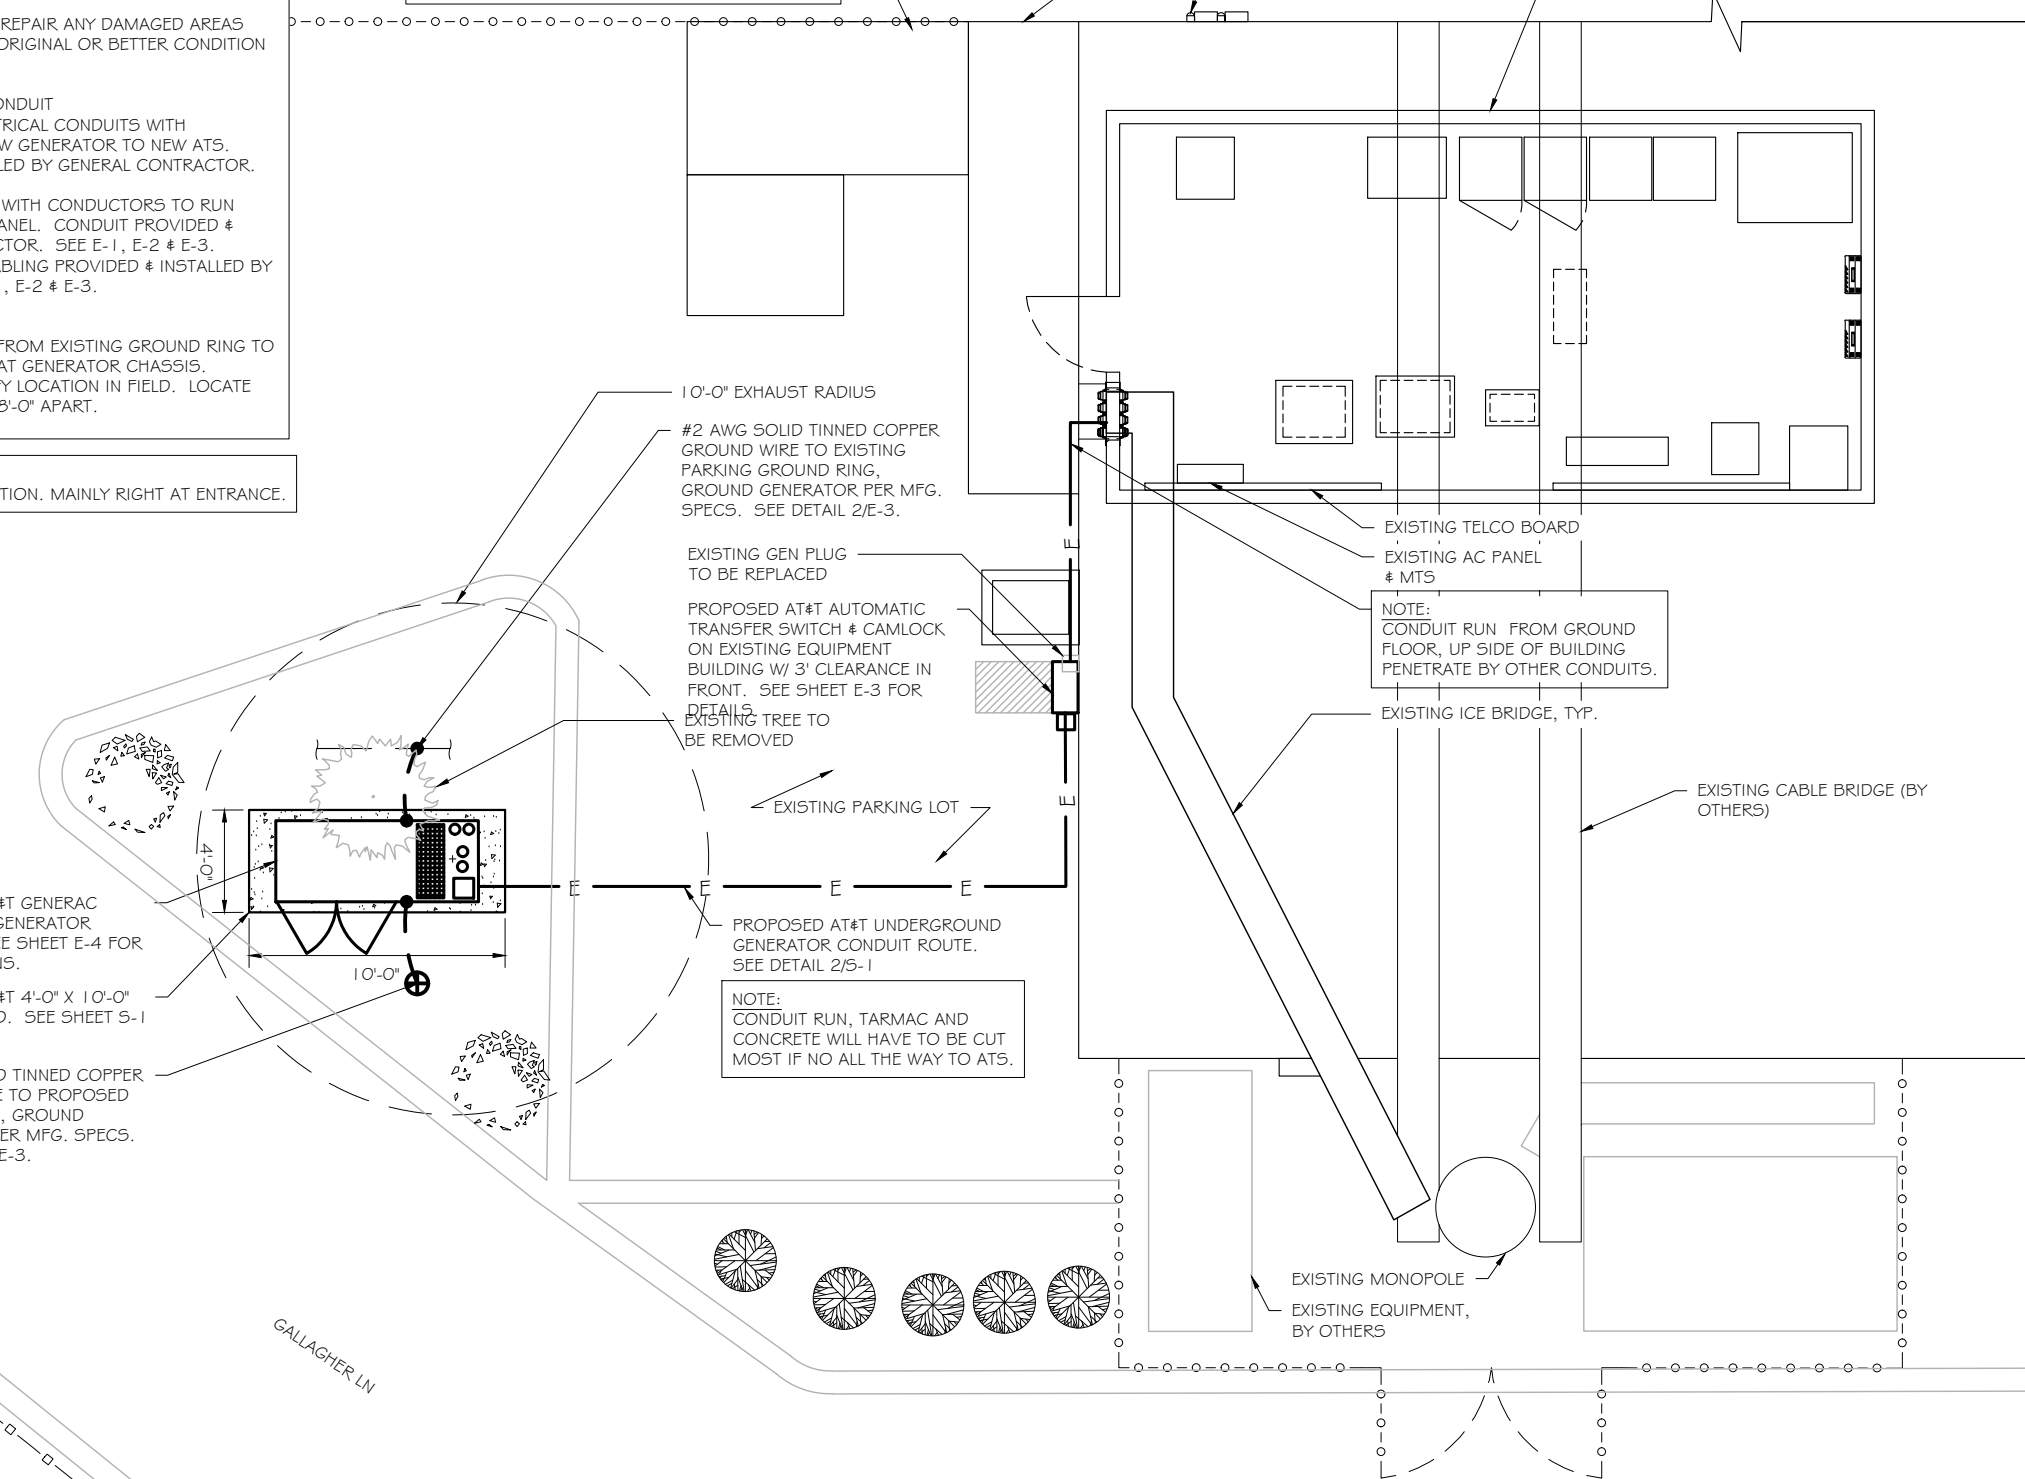 REPAIR ANY DAMAGED AREAS
ORIGINAL OR BETTER CONDITION
ONDUIT
TRICAL CONDUITS WITH
W GENERATOR TO NEW ATS.
LED BY GENERAL CONTRACTOR.
WITH CONDUCTORS TO RUN
ANEL. CONDUIT PROVIDED &
CTOR. SEE E-1, E-2 & E-3.
ABLING PROVIDED & INSTALLED BY
, E-2 & E-3.
FROM EXISTING GROUND RING TO
AT GENERATOR CHASSIS.
Y LOCATION IN FIELD. LOCATE
8'-0" APART.
TION. MAINLY RIGHT AT ENTRANCE.
10'-0" EXHAUST RADIUS
#2 AWG SOLID TINNED COPPER
GROUND WIRE TO EXISTING
PARKING GROUND RING,
GROUND GENERATOR PER MFG.
SPECS. SEE DETAIL 2/E-3.
EXISTING GEN PLUG
TO BE REPLACED
PROPOSED AT&T AUTOMATIC
TRANSFER SWITCH & CAMLOCK
ON EXISTING EQUIPMENT
BUILDING W/ 3' CLEARANCE IN
FRONT. SEE SHEET E-3 FOR
DETAILS.
EXISTING TREE TO
BE REMOVED
EXISTING PARKING LOT
E
E
E
E
E
E
PROPOSED AT&T UNDERGROUND
GENERATOR CONDUIT ROUTE.
SEE DETAIL 2/S-1
NOTE:
CONDUIT RUN, TARMAC AND
CONCRETE WILL HAVE TO BE CUT
MOST IF NO ALL THE WAY TO ATS.
4'-0"
10'-0"
&T GENERAC
GENERATOR
EE SHEET E-4 FOR
NS.
&T 4'-0" X 10'-0"
D. SEE SHEET S-1
D TINNED COPPER
E TO PROPOSED
, GROUND
ER MFG. SPECS.
E-3.
EXISTING TELCO BOARD
EXISTING AC PANEL
& MTS
NOTE:
CONDUIT RUN FROM GROUND
FLOOR, UP SIDE OF BUILDING
PENETRATE BY OTHER CONDUITS.
EXISTING ICE BRIDGE, TYP.
EXISTING CABLE BRIDGE (BY
OTHERS)
EXISTING MONOPOLE
EXISTING EQUIPMENT,
BY OTHERS
GALLAGHER LN